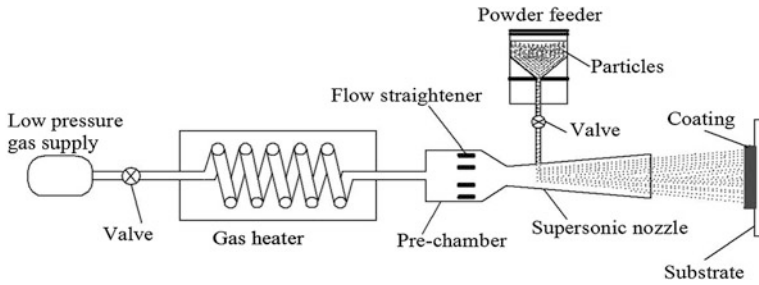 Powder feeder
Particles
Flow straightener
Low pressure
gas supply
Valve
Coating
Valve
Gas heater
Pre-chamber
Supersonic nozzle
Substrate